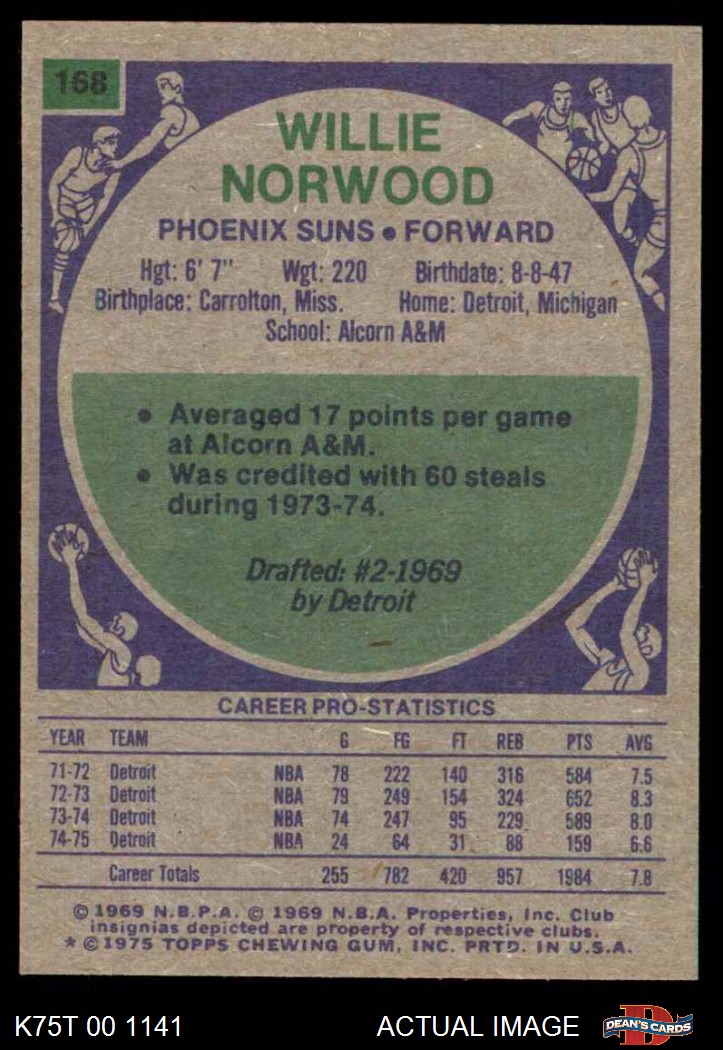 168
WILLIE
NORWOOD
PHOENIX SUNS • FORWARD
Hgt: 6' 7" Wgt: 220 Birthdate: 8-8-47
Birthplace: Carrolton, Miss. Home: Detroit, Michigan
School: Alcorn A&M
• Averaged 17 points per game
at Alcorn A&M.
• Was credited with 60 steals
during 1973-74.
Drafted: #2-1969
by Detroit
CAREER PRO-STATISTICS
YEAR TEAM G FG FT REB PTS AVG
71-72 Detroit NBA 78 222 140 316 584 7.5
72-73 Detroit NBA 79 249 154 324 652 8.3
73-74 Detroit NBA 74 247 95 229 589 8.0
74-75 Detroit NBA 24 64 31 88 159 6.6
Career Totals 255 782 420 957 1984 7.8
© 1969 N.B.P.A. © 1969 N.B.A. Properties, Inc. Club
insignias depicted are property of respective clubs.
* © 1975 TOPPS CHEWING GUM, INC. PRTD. IN U.S.A.
K75T 00 1141 ACTUAL IMAGE DEAN'S CARDS